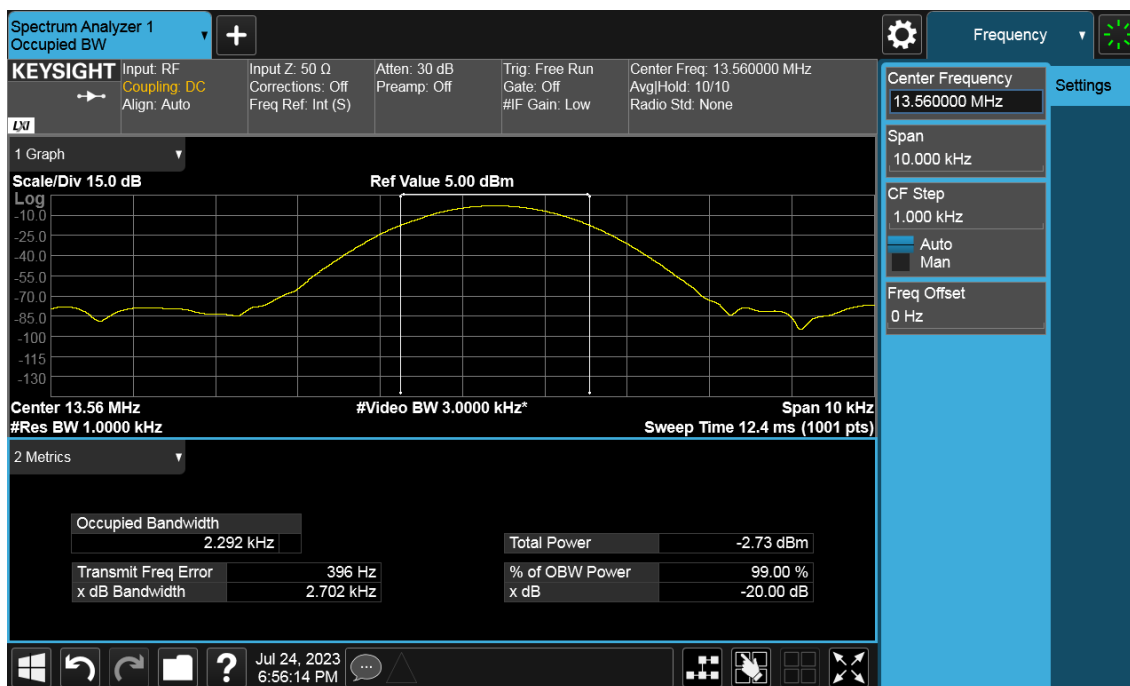 Spectrum Analyzer 1
Occupied BW
Frequency
KEYSIGHT
LXI
Input: RF
Coupling: DC
Align: Auto
Input Z: 50 Ω
Corrections: Off
Freq Ref: Int (S)
Atten: 30 dB
Preamp: Off
Trig: Free Run
Gate: Off
#IF Gain: Low
Center Freq: 13.560000 MHz
Avg|Hold: 10/10
Radio Std: None
Center Frequency
13.560000 MHz
Settings
Span
10.000 kHz
CF Step
1.000 kHz
Auto
Man
Freq Offset
0 Hz
1 Graph
Scale/Div 15.0 dB
Ref Value 5.00 dBm
Log
-10.0
-25.0
-40.0
-55.0
-70.0
-85.0
-100
-115
-130
Center 13.56 MHz
#Video BW 3.0000 kHz*
Span 10 kHz
#Res BW 1.0000 kHz
Sweep Time 12.4 ms (1001 pts)
2 Metrics
Occupied Bandwidth
2.292 kHz
Total Power -2.73 dBm
Transmit Freq Error 396 Hz
% of OBW Power 99.00 %
x dB Bandwidth 2.702 kHz
x dB -20.00 dB
?
Jul 24, 2023
6:56:14 PM